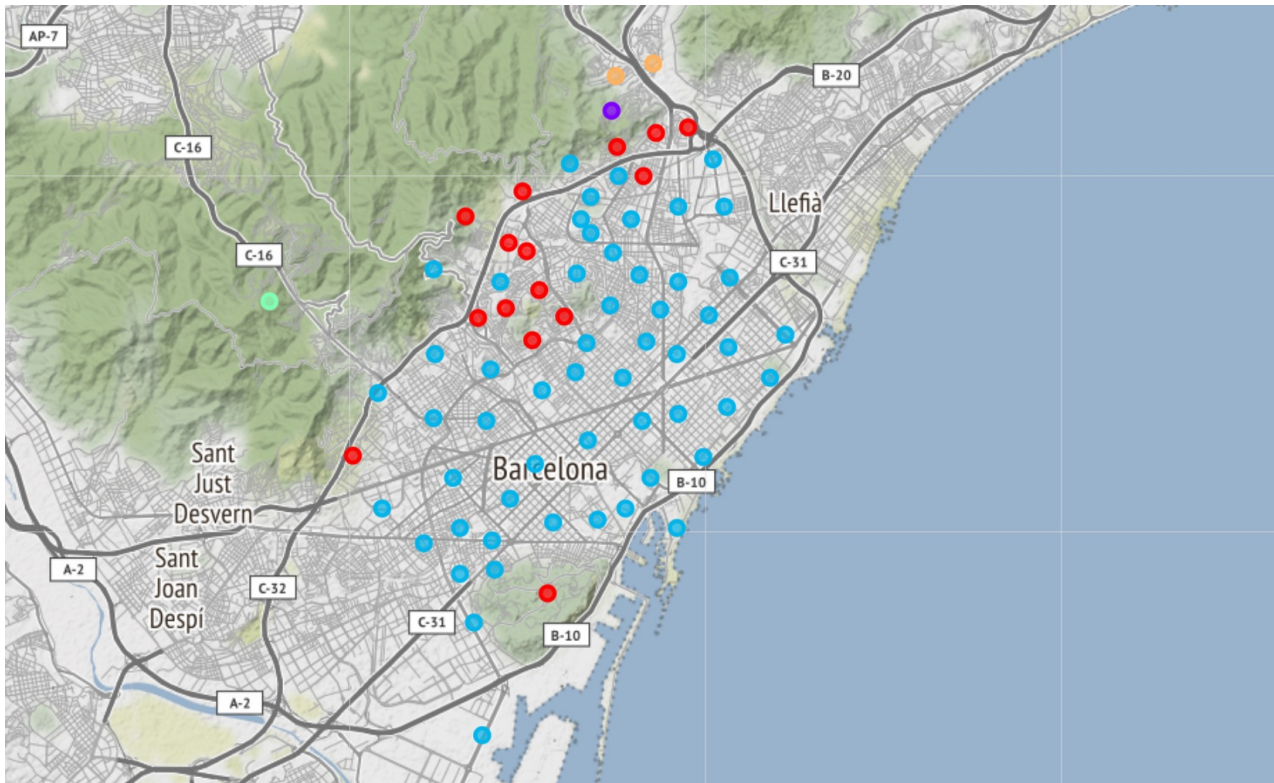 AP-7
B-20
C-16
Llefià
C-16
C-31
Sant
Just
Desvern
Barcelona
B-10
A-2
Sant
Joan
Despí
C-32
C-31
B-10
A-2